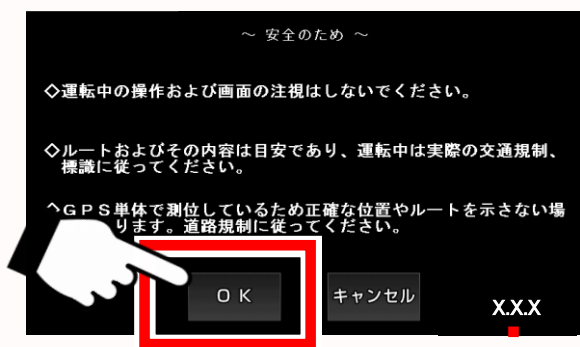 ～ 安全のため ～
◇運転中の操作および画面の注視はしないでください。
◇ルートおよびその内容は目安であり、運転中は実際の交通規制、
標識に従ってください。
◇ＧＰＳ単体で測位しているため正確な位置やルートを示さない場
ります。道路規制に従ってください。
ＯＫ
キャンセル
X.X.X